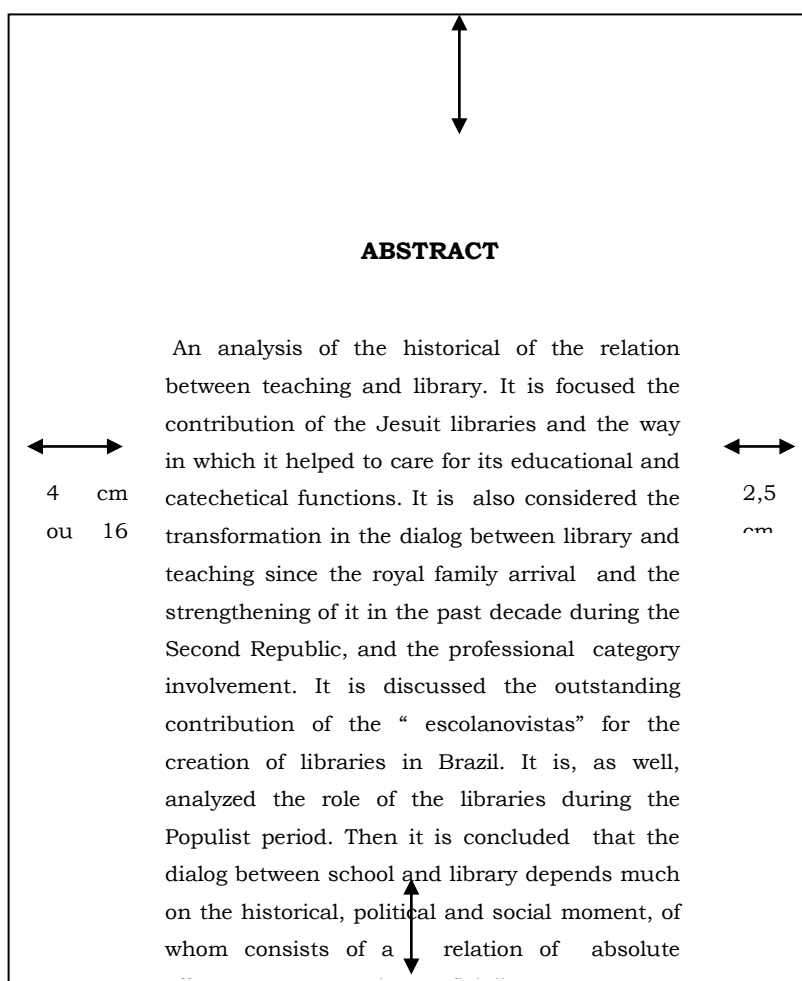 ABSTRACT
An analysis of the historical of the relation
between teaching and library. It is focused the
contribution of the Jesuit libraries and the way
in which it helped to care for its educational and
catechetical functions. It is also considered the
transformation in the dialog between library and
teaching since the royal family arrival and the
strengthening of it in the past decade during the
Second Republic, and the professional category
involvement. It is discussed the outstanding
contribution of the “ escolanovistas” for the
creation of libraries in Brazil. It is, as well,
analyzed the role of the libraries during the
Populist period. Then it is concluded that the
dialog between school and library depends much
on the historical, political and social moment, of
whom consists of a relation of absolute
4 cm
ou 16
2,5
cm